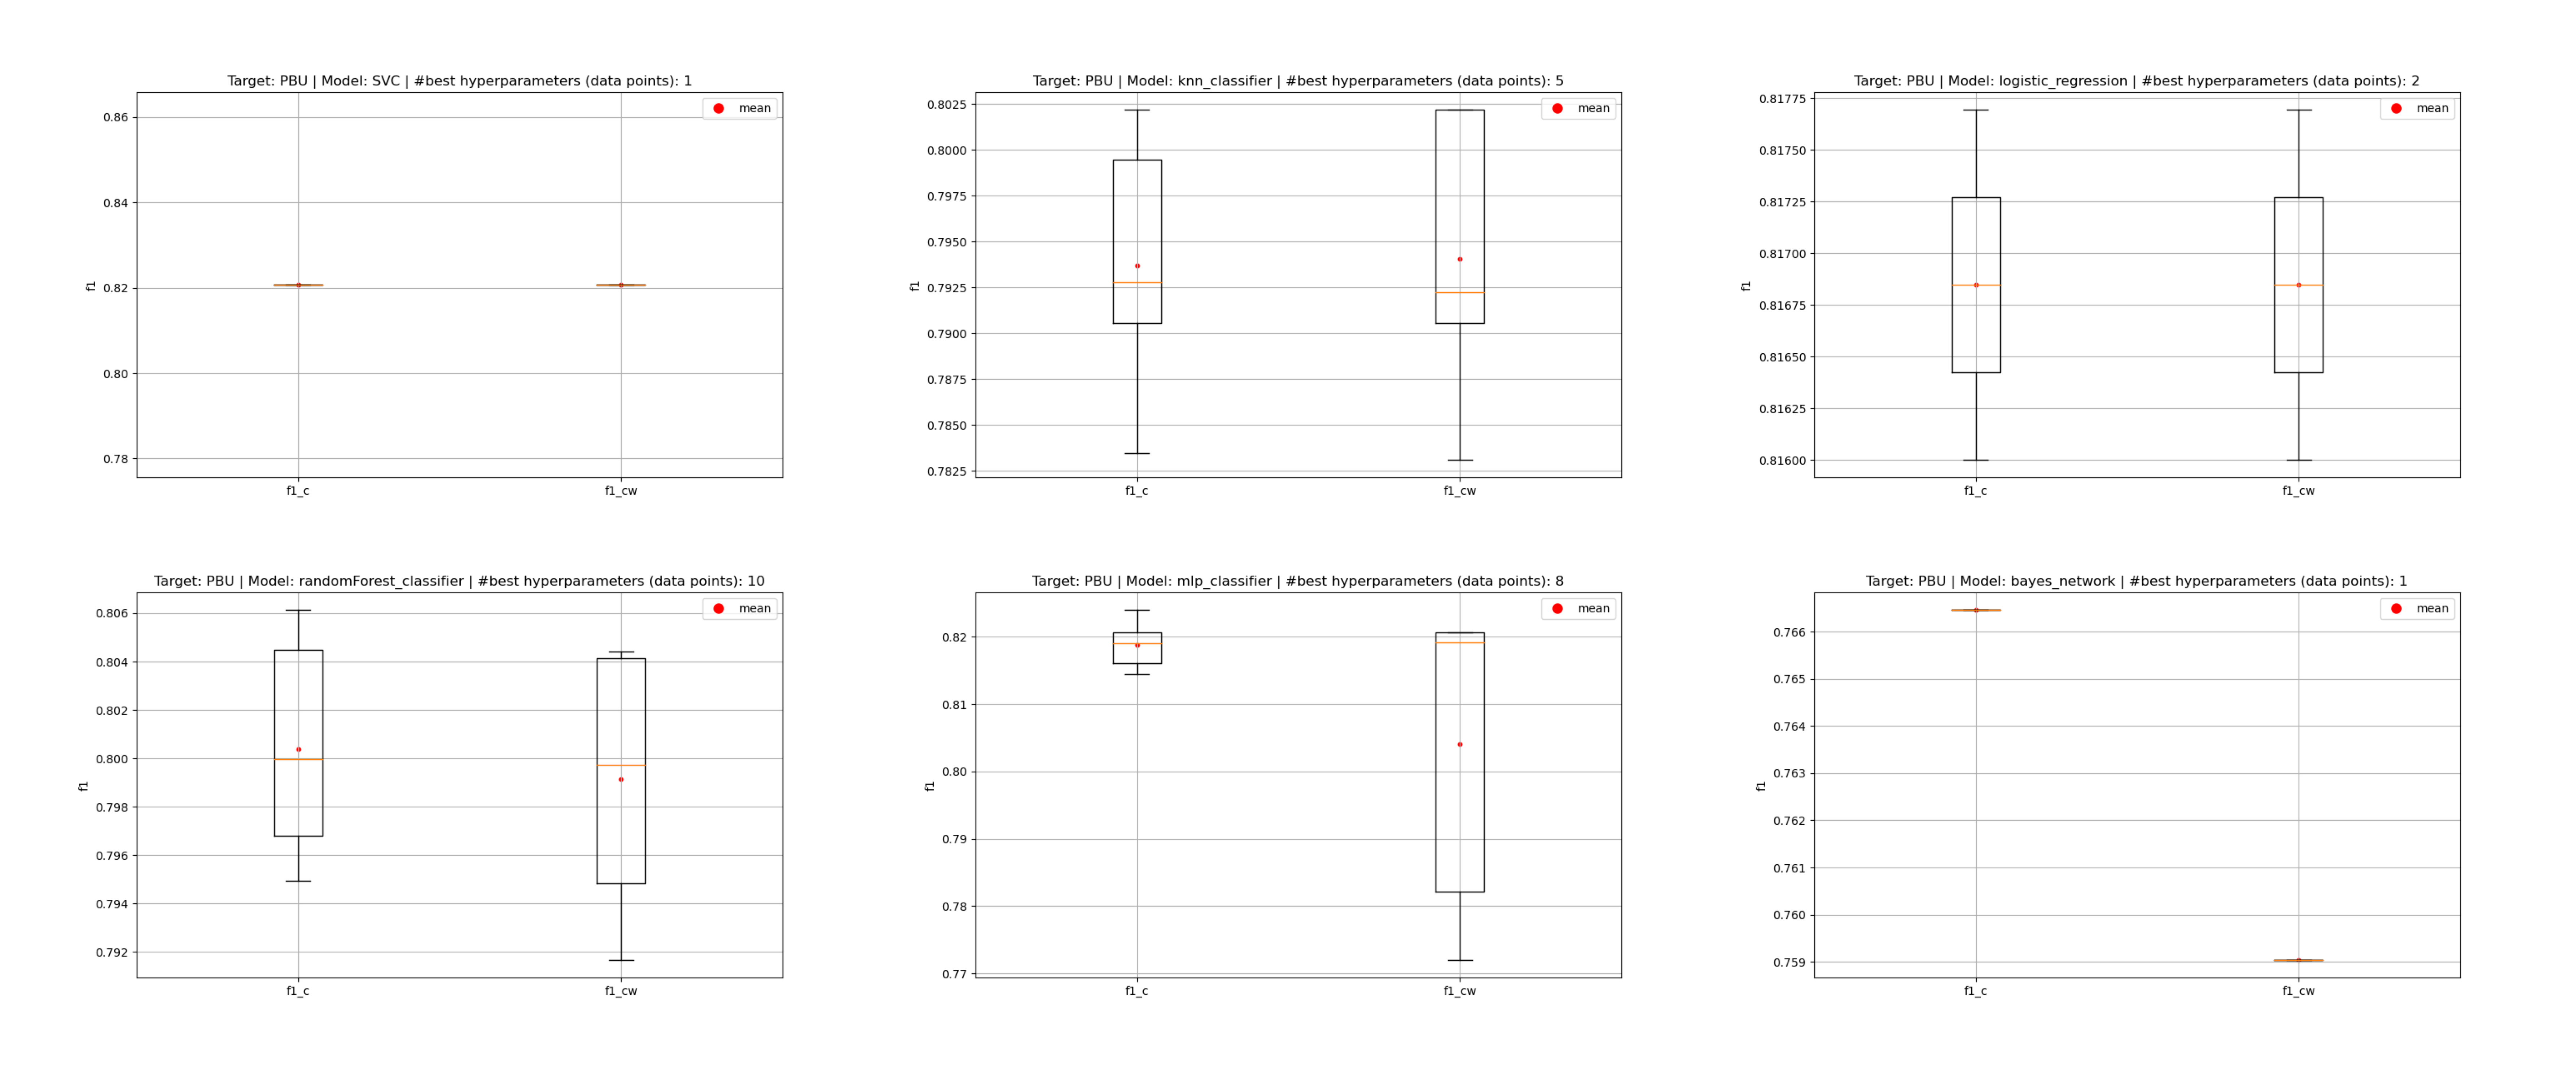 Target: PBU | Model: SVC | #best hyperparameters (data points): 1
mean
0.86
0.84
0.82
0.80
0.78
f1
f1_c
f1_cw
Target: PBU | Model: knn_classifier | #best hyperparameters (data points): 5
mean
0.8025
0.8000
0.7975
0.7950
0.7925
0.7900
0.7875
0.7850
0.7825
f1
f1_c
f1_cw
Target: PBU | Model: logistic_regression | #best hyperparameters (data points): 2
mean
0.81775
0.81750
0.81725
0.81700
0.81675
0.81650
0.81625
0.81600
f1
f1_c
f1_cw
Target: PBU | Model: randomForest_classifier | #best hyperparameters (data points): 10
mean
0.806
0.804
0.802
0.800
0.798
0.796
0.794
0.792
f1
f1_c
f1_cw
Target: PBU | Model: mlp_classifier | #best hyperparameters (data points): 8
mean
0.82
0.81
0.80
0.79
0.78
0.77
f1
f1_c
f1_cw
Target: PBU | Model: bayes_network | #best hyperparameters (data points): 1
mean
0.766
0.765
0.764
0.763
0.762
0.761
0.760
0.759
f1
f1_c
f1_cw